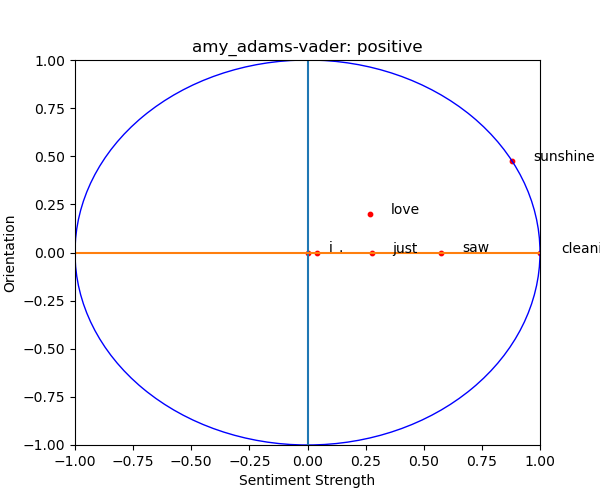 amy_adams-vader: positive
1.00
0.75
0.50
sunshine
0.25
love
0.00
i . just saw cleani
−0.25
−0.50
−0.75
−1.00
−1.00 −0.75 −0.50 −0.25 0.00 0.25 0.50 0.75 1.00
Sentiment Strength
Orientation